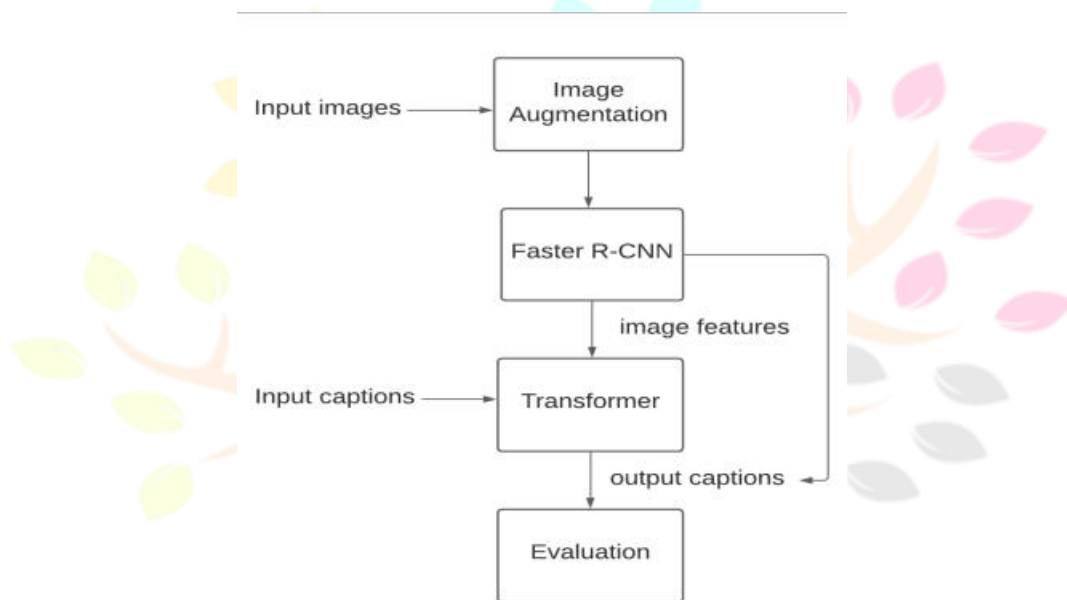 Input images
Image
Augmentation
Faster R-CNN
image features
Input captions
Transformer
output captions
Evaluation